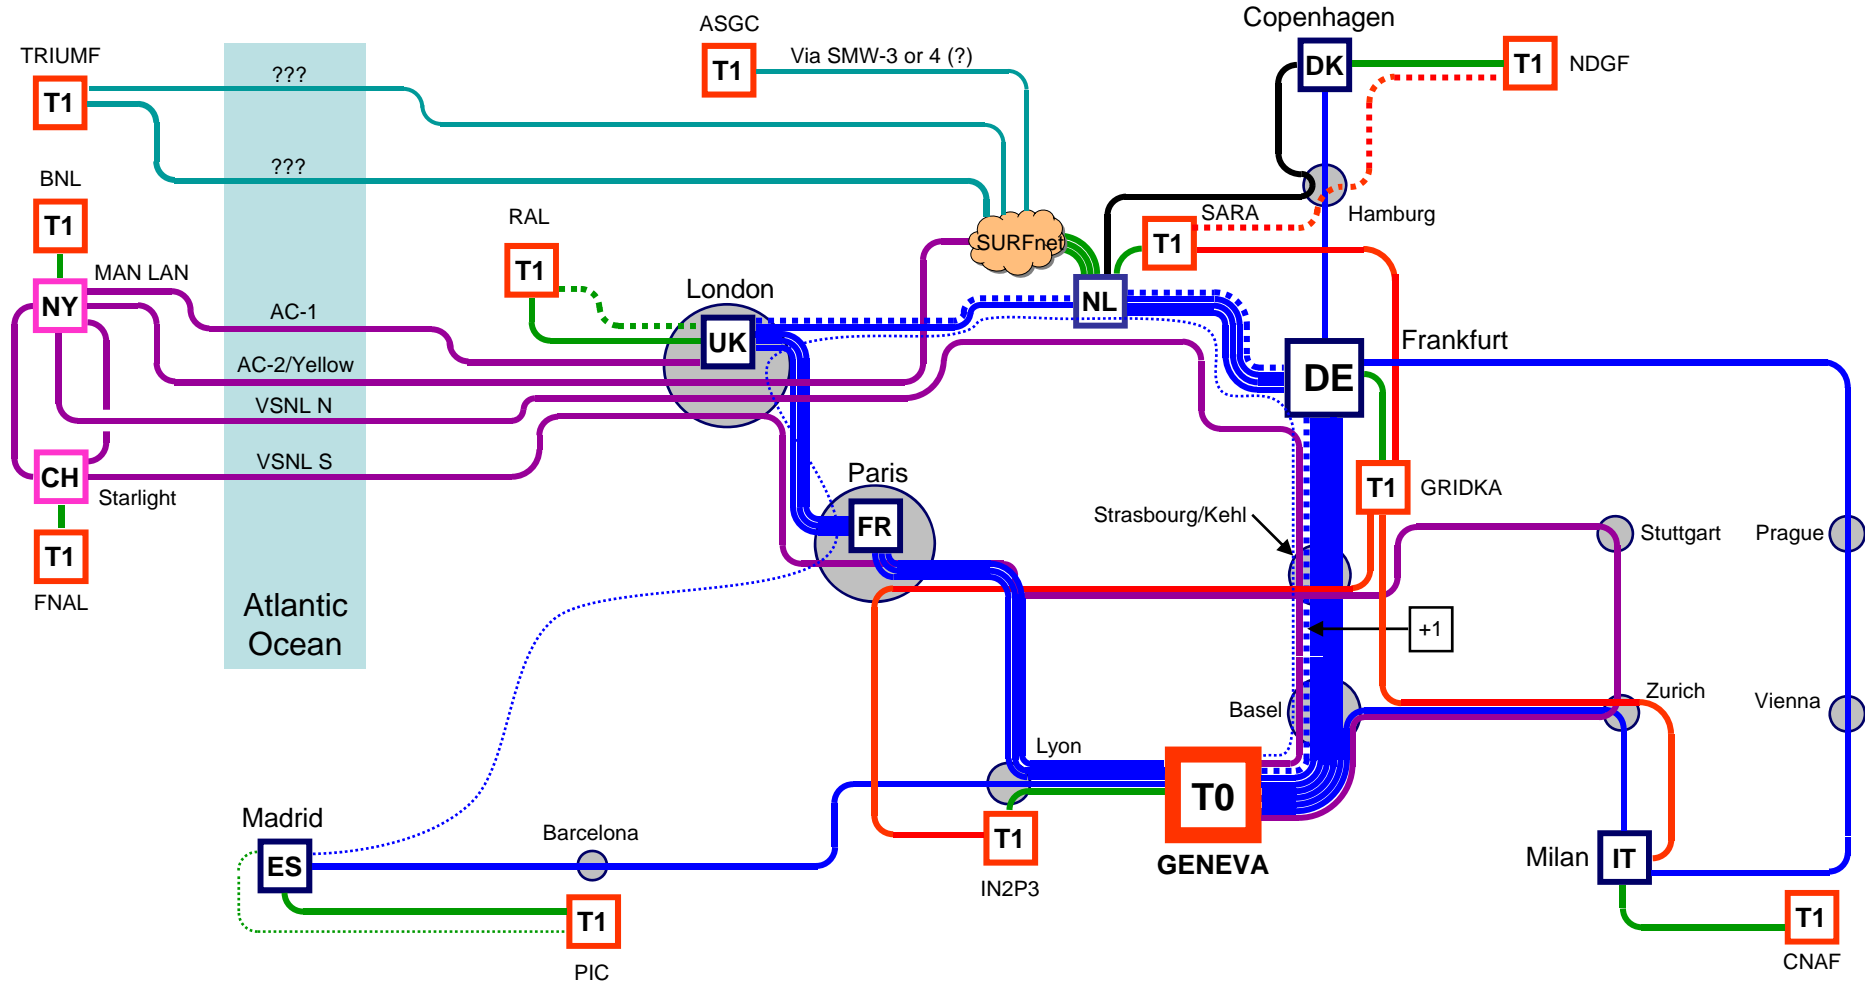 Copenhagen
ASGC
TRIUMF
???
T1
Via SMW-3 or 4 (?)
DK
T1
NDGF
T1
???
BNL
T1
RAL
SARA
Hamburg
T1
SURFnet
T1
MAN LAN
London
NY
AC-1
NL
UK
Frankfurt
AC-2/Yellow
DE
VSNL N
VSNL S
Paris
CH
Starlight
T1
GRIDKA
Strasbourg/Kehl
FR
Stuttgart
Prague
T1
FNAL
Atlantic
Ocean
+1
Basel
Zurich
Vienna
Lyon
T0
Madrid
Barcelona
T1
Milan
IT
ES
GENEVA
IN2P3
T1
T1
PIC
CNAF